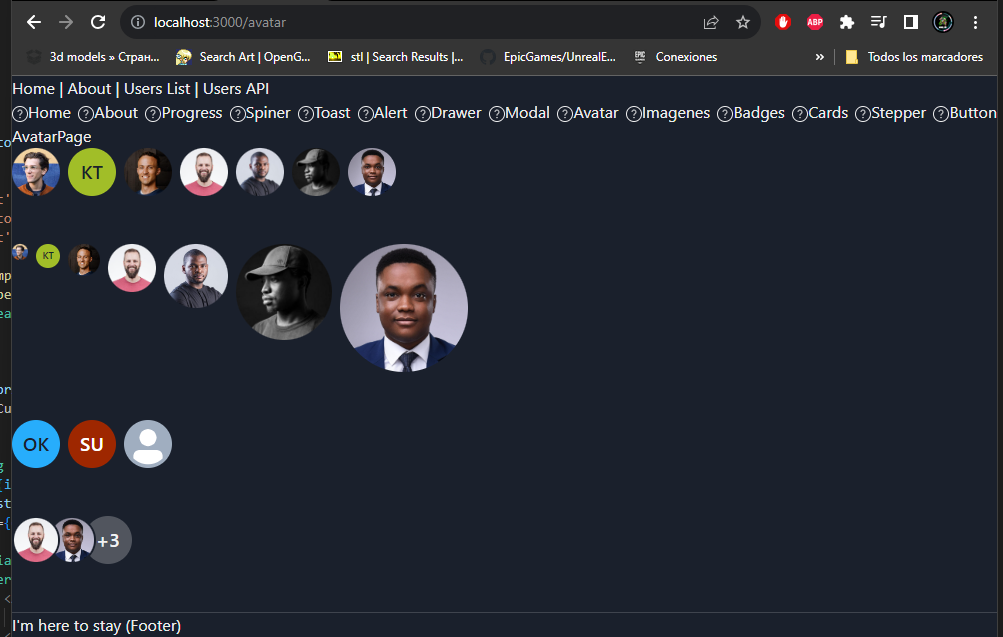 localhost:3000/avatar
ABP
3d models » Стран... Search Art | OpenG... stl | Search Results |... EpicGames/UnrealE... EPIC Conexiones » Todos los marcadores
Home | About | Users List | Users API
?Home ?About ?Progress ?Spiner ?Toast ?Alert ?Drawer ?Modal ?Avatar ?Imagenes ?Badges ?Cards ?Stepper ?Button
AvatarPage
KT
KT
OK SU
+3
I'm here to stay (Footer)